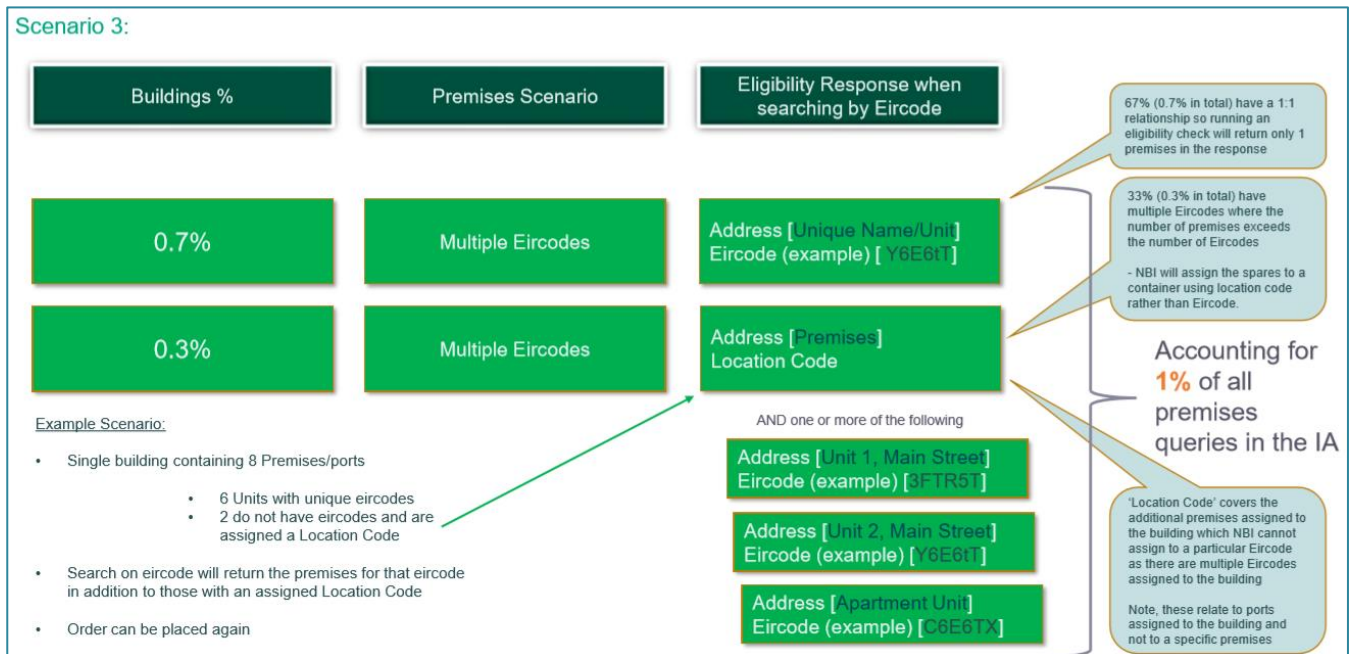 Scenario 3:
Buildings %
Premises Scenario
Eligibility Response when
searching by Eircode
67% (0.7% in total) have a 1:1
relationship so running an
eligibility check will return only 1
premises in the response
0.7%
Multiple Eircodes
Address [Unique Name/Unit]
Eircode (example) [ Y6E6tT]
33% (0.3% in total) have
multiple Eircodes where the
number of premises exceeds
the number of Eircodes
- NBI will assign the spares to a
container using location code
rather than Eircode.
0.3%
Multiple Eircodes
Address [Premises]
Location Code
Accounting for
1% of all
premises
queries in the IA
Example Scenario:
• Single building containing 8 Premises/ports
• 6 Units with unique eircodes
• 2 do not have eircodes and are
assigned a Location Code
• Search on eircode will return the premises for that eircode
in addition to those with an assigned Location Code
• Order can be placed again
AND one or more of the following
Address [Unit 1, Main Street]
Eircode (example) [3FTR5T]
Address [Unit 2, Main Street]
Eircode (example) [Y6E6tT]
Address [Apartment Unit]
Eircode (example) [C6E6TX]
'Location Code' covers the
additional premises assigned to
the building which NBI cannot
assign to a particular Eircode
as there are multiple Eircodes
assigned to the building
Note, these relate to ports
assigned to the building and
not to a specific premises